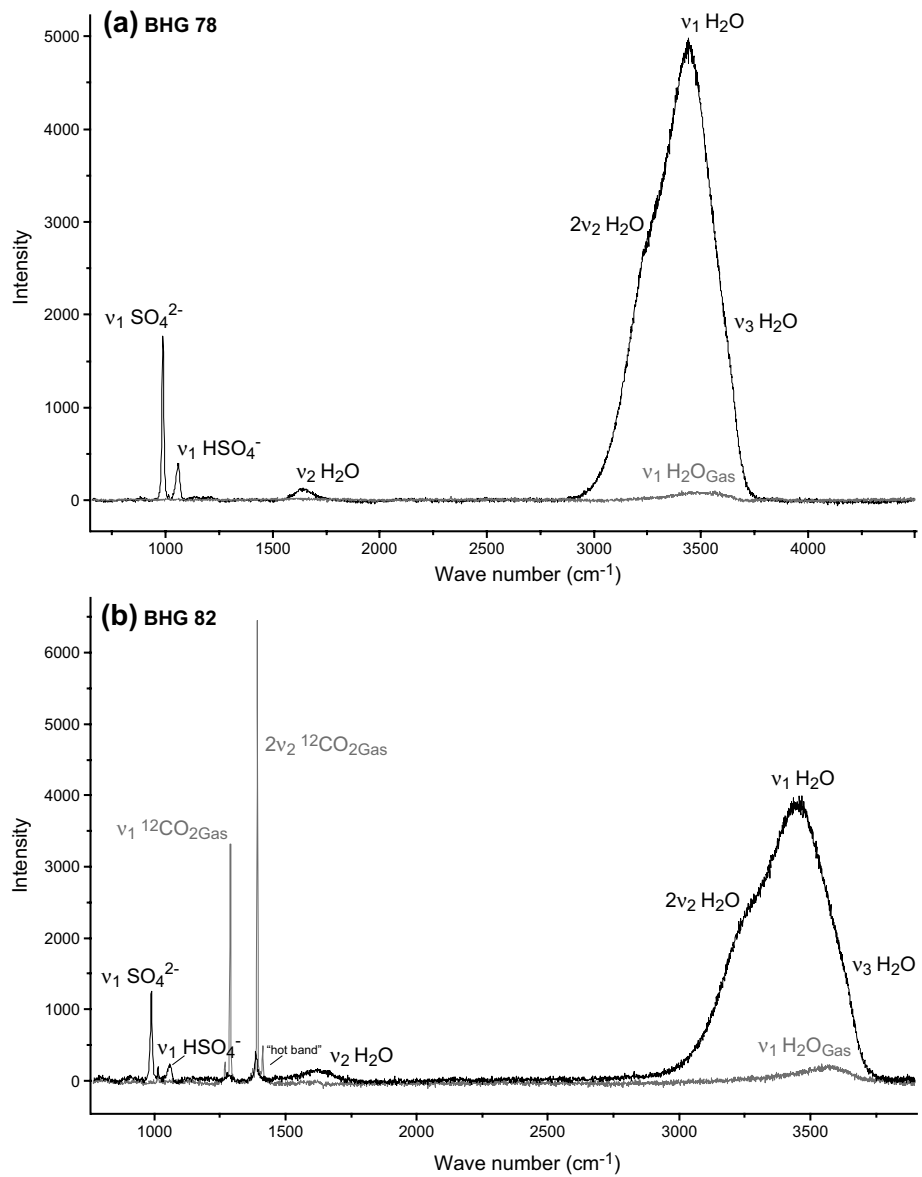 (a) BHG 78
ν₁ H₂O
5000
4000
3000
2ν₂ H₂O
Intensity
2000
ν₁ SO₄²⁻
ν₃ H₂O
1000
ν₁ HSO₄⁻
ν₂ H₂O
ν₁ H₂O_Gas
0
1000 1500 2000 2500 3000 3500 4000
Wave number (cm⁻¹)
(b) BHG 82
6000
5000
2ν₂ ¹²CO₂Gas
4000
ν₁ H₂O
ν₁ ¹²CO₂Gas
3000
Intensity
2ν₂ H₂O
2000
ν₁ SO₄²⁻
ν₃ H₂O
1000
ν₁ HSO₄⁻
"hot band"
ν₂ H₂O
ν₁ H₂O_Gas
0
1000 1500 2000 2500 3000 3500
Wave number (cm⁻¹)